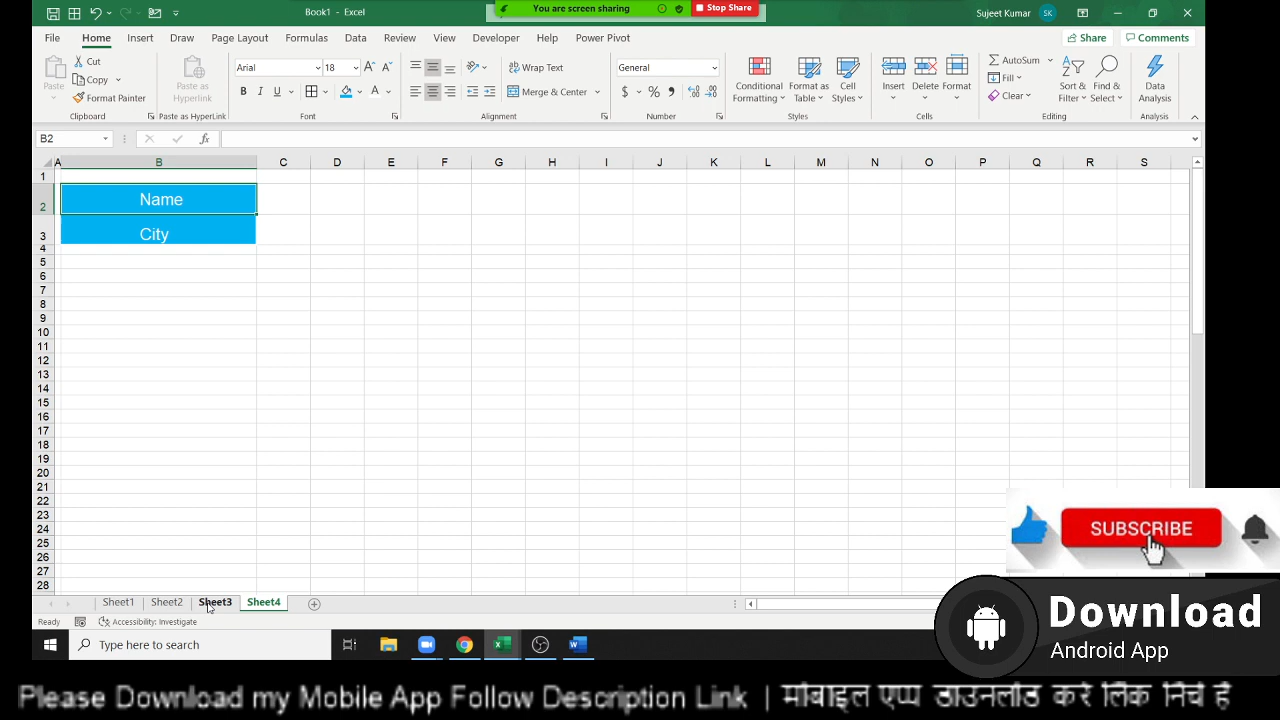 Book1 - Excel
You are screen sharing
Stop Share
Sujeet Kumar
SK
File Home Insert Draw Page Layout Formulas Data Review View Developer Help Power Pivot
Share
Comments
Paste
Cut
Copy
Format Painter
Clipboard
Paste as Hyperlink
Paste as HyperLink
Arial
18
B I U
Font
Wrap Text
Merge & Center
Alignment
General
$ % 9
Number
Conditional Formatting
Format as Table
Cell Styles
Styles
Insert Delete Format
Cells
AutoSum
Fill
Clear
Sort & Filter
Find & Select
Editing
Data Analysis
Analysis
B2
fx
A B C D E F G H I J K L M N O P Q R S
1
2 Name
3 City
4
5
6
7
8
9
10
11
12
13
14
15
16
17
18
19
20
21
22
23
24
25
26
27
28
SUBSCRIBE
Sheet1 Sheet2 Sheet3 Sheet4
Ready
Accessibility: Investigate
Download
Android App
Type here to search
Please Download my Mobile App Follow Description Link | मोबाइल एप्प डाउनलोड करे लिंक निचे है